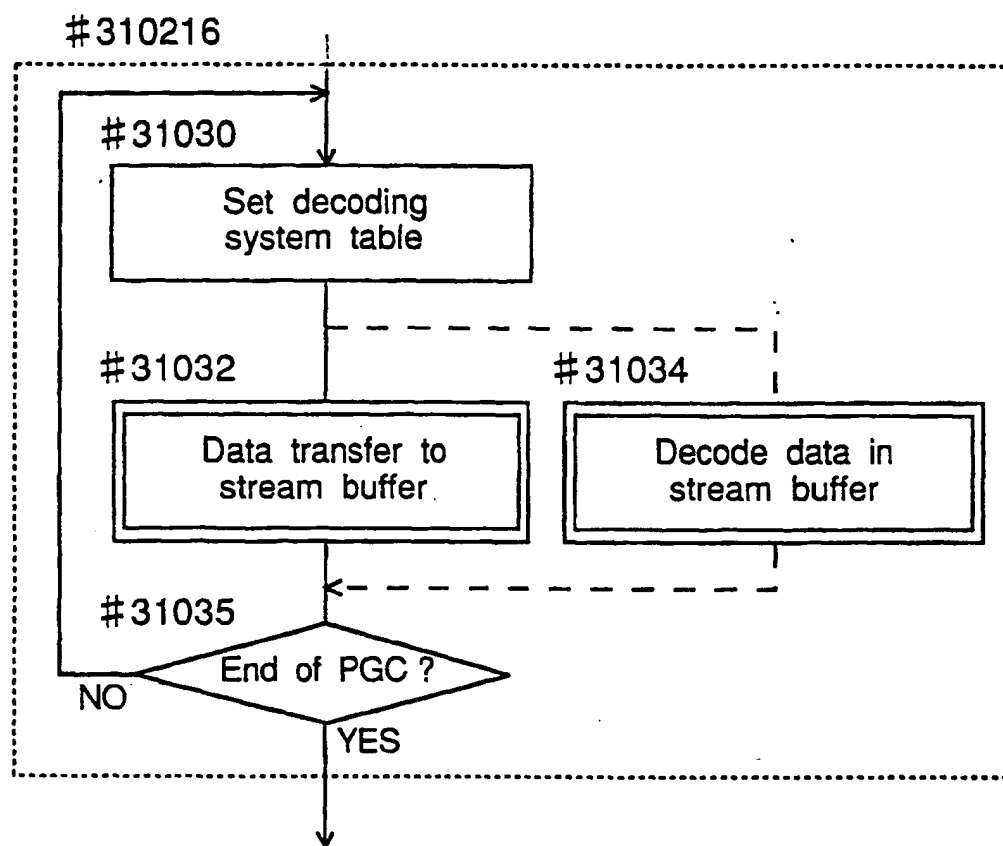 #310216
#31030
Set decoding
system table
#31032
#31034
Data transfer to
stream buffer
Decode data in
stream buffer
#31035
End of PGC ?
NO
YES